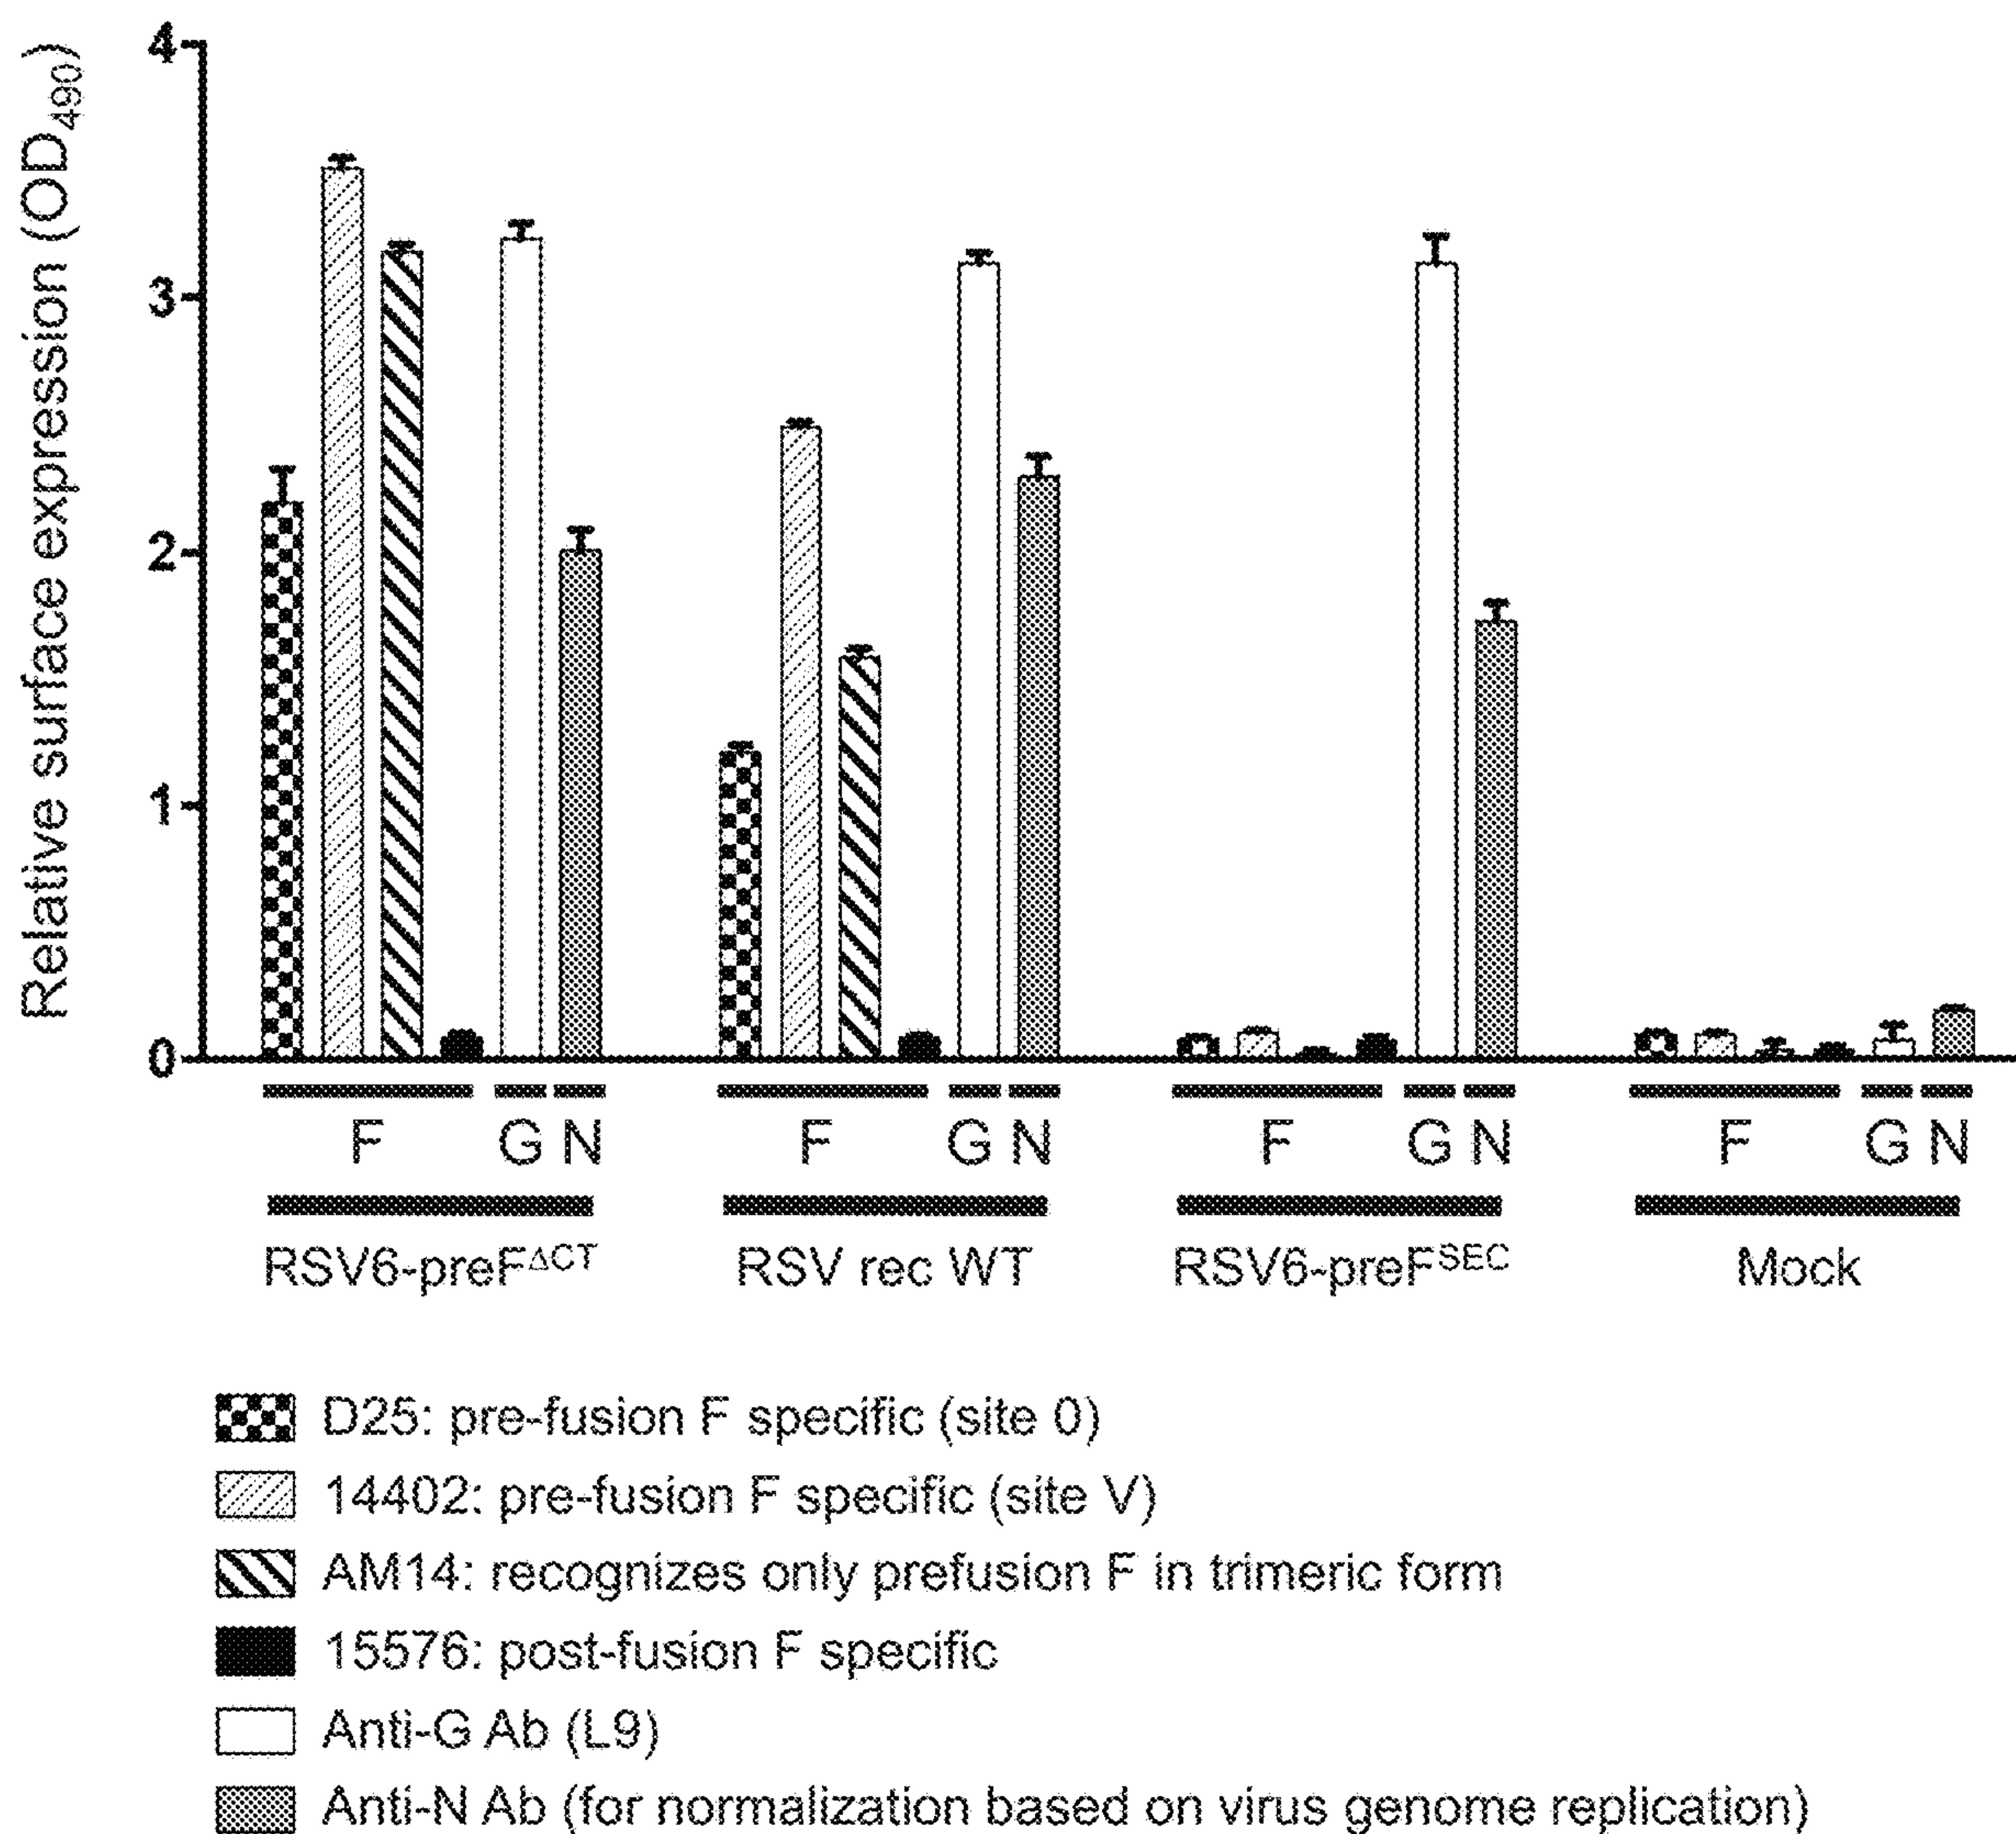 Relative surface expression (OD490)
4
3
2
1
0
F G N F G N F G N F G N
RSV6-preFΔCT RSV rec WT RSV6-preFSEC Mock
D25: pre-fusion F specific (site 0)
14402: pre-fusion F specific (site V)
AM14: recognizes only prefusion F in trimeric form
15576: post-fusion F specific
Anti-G Ab (L9)
Anti-N Ab (for normalization based on virus genome replication)